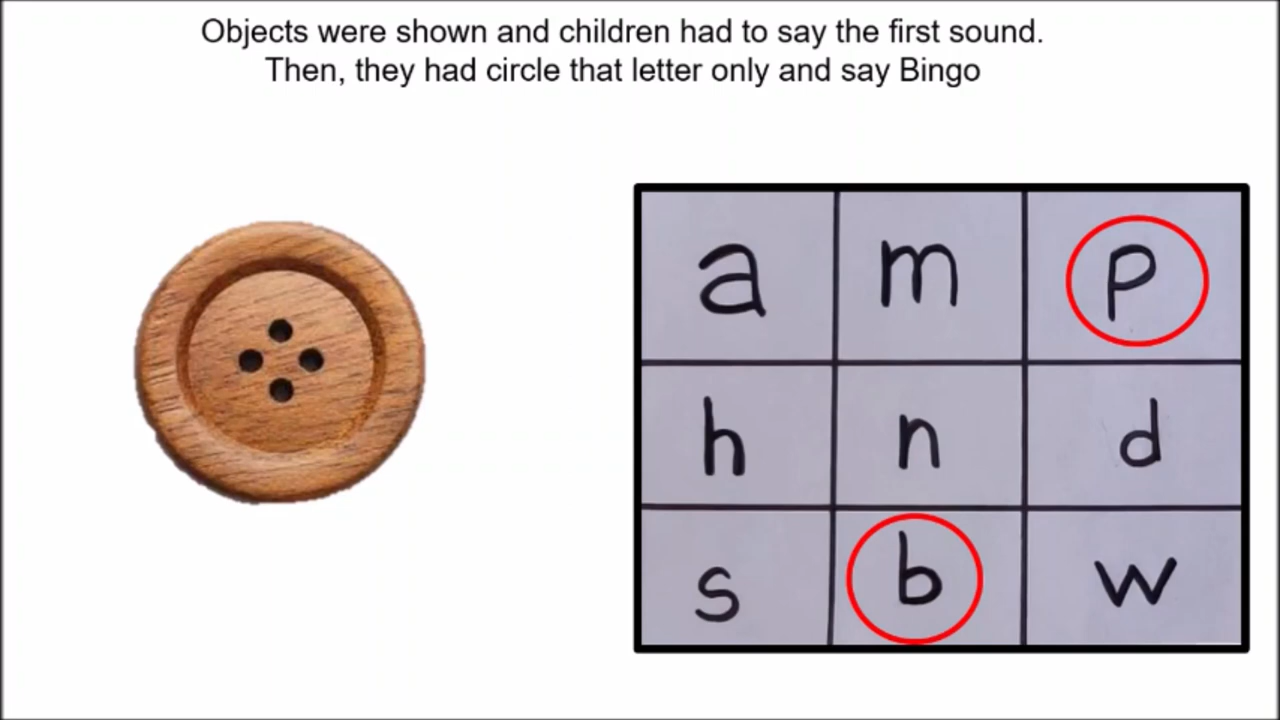 Objects were shown and children had to say the first sound.
Then, they had circle that letter only and say Bingo
a m p
h n d
s b w